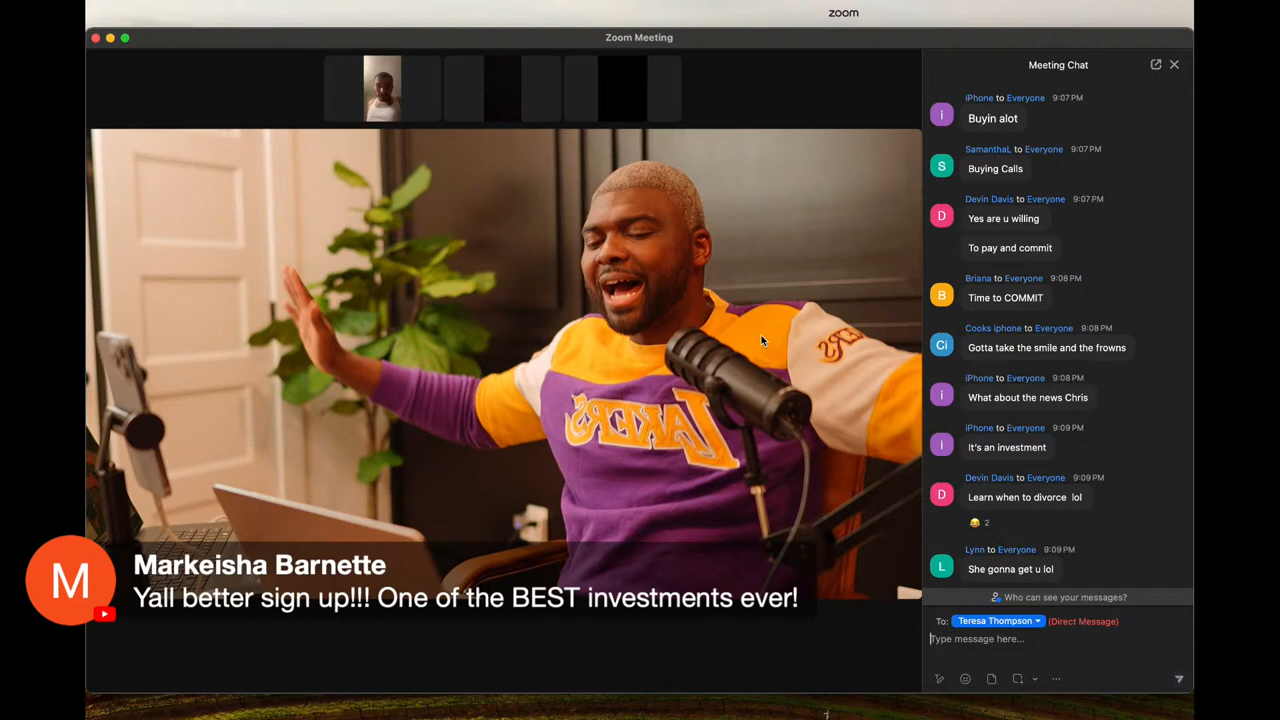 zoom
Zoom Meeting
Meeting Chat
iPhone to Everyone 9:07 PM
i
Buyin alot
SamanthaL to Everyone 9:07 PM
S
Buying Calls
Devin Davis to Everyone 9:07 PM
D
Yes are u willing
To pay and commit
Briana to Everyone 9:08 PM
B
Time to COMMIT
Cooks iphone to Everyone 9:08 PM
Ci
Gotta take the smile and the frowns
iPhone to Everyone 9:08 PM
i
What about the news Chris
iPhone to Everyone 9:09 PM
i
It's an investment
Devin Davis to Everyone 9:09 PM
D
Learn when to divorce lol
2
Lynn to Everyone 9:09 PM
L
She gonna get u lol
Who can see your messages?
To: Teresa Thompson (Direct Message)
Type message here...
LAKERS
LAKERS
M
Markeisha Barnette
Yall better sign up!!! One of the BEST investments ever!